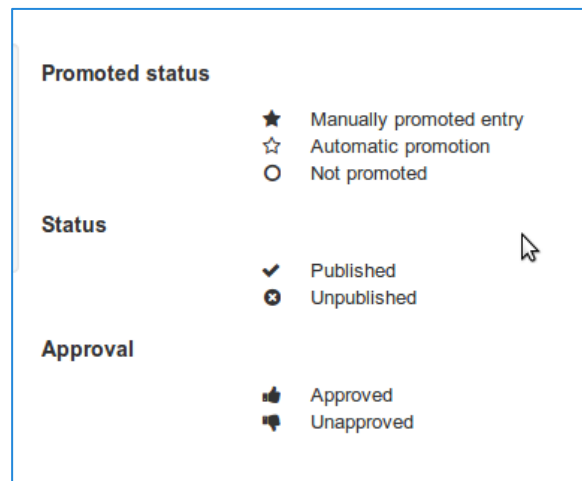 Promoted status
Manually promoted entry
Automatic promotion
Not promoted
Status
Published
Unpublished
Approval
Approved
Unapproved